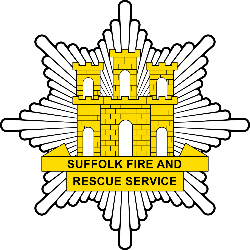 SUFFOLK FIRE AND
RESCUE SERVICE